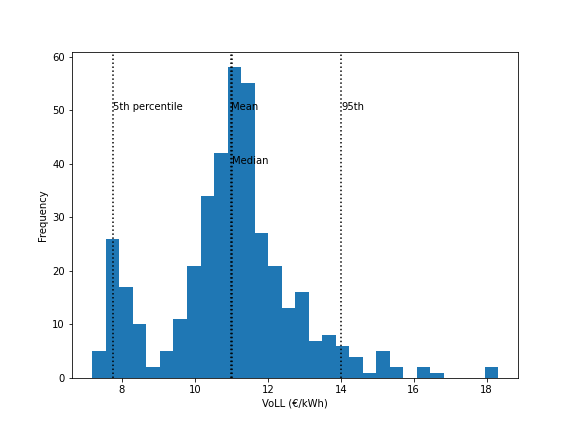 60
50
40
30
20
10
0
Frequency
5th percentile
Mean
95th
Median
8
10
12
14
16
18
VoLL (€/kWh)